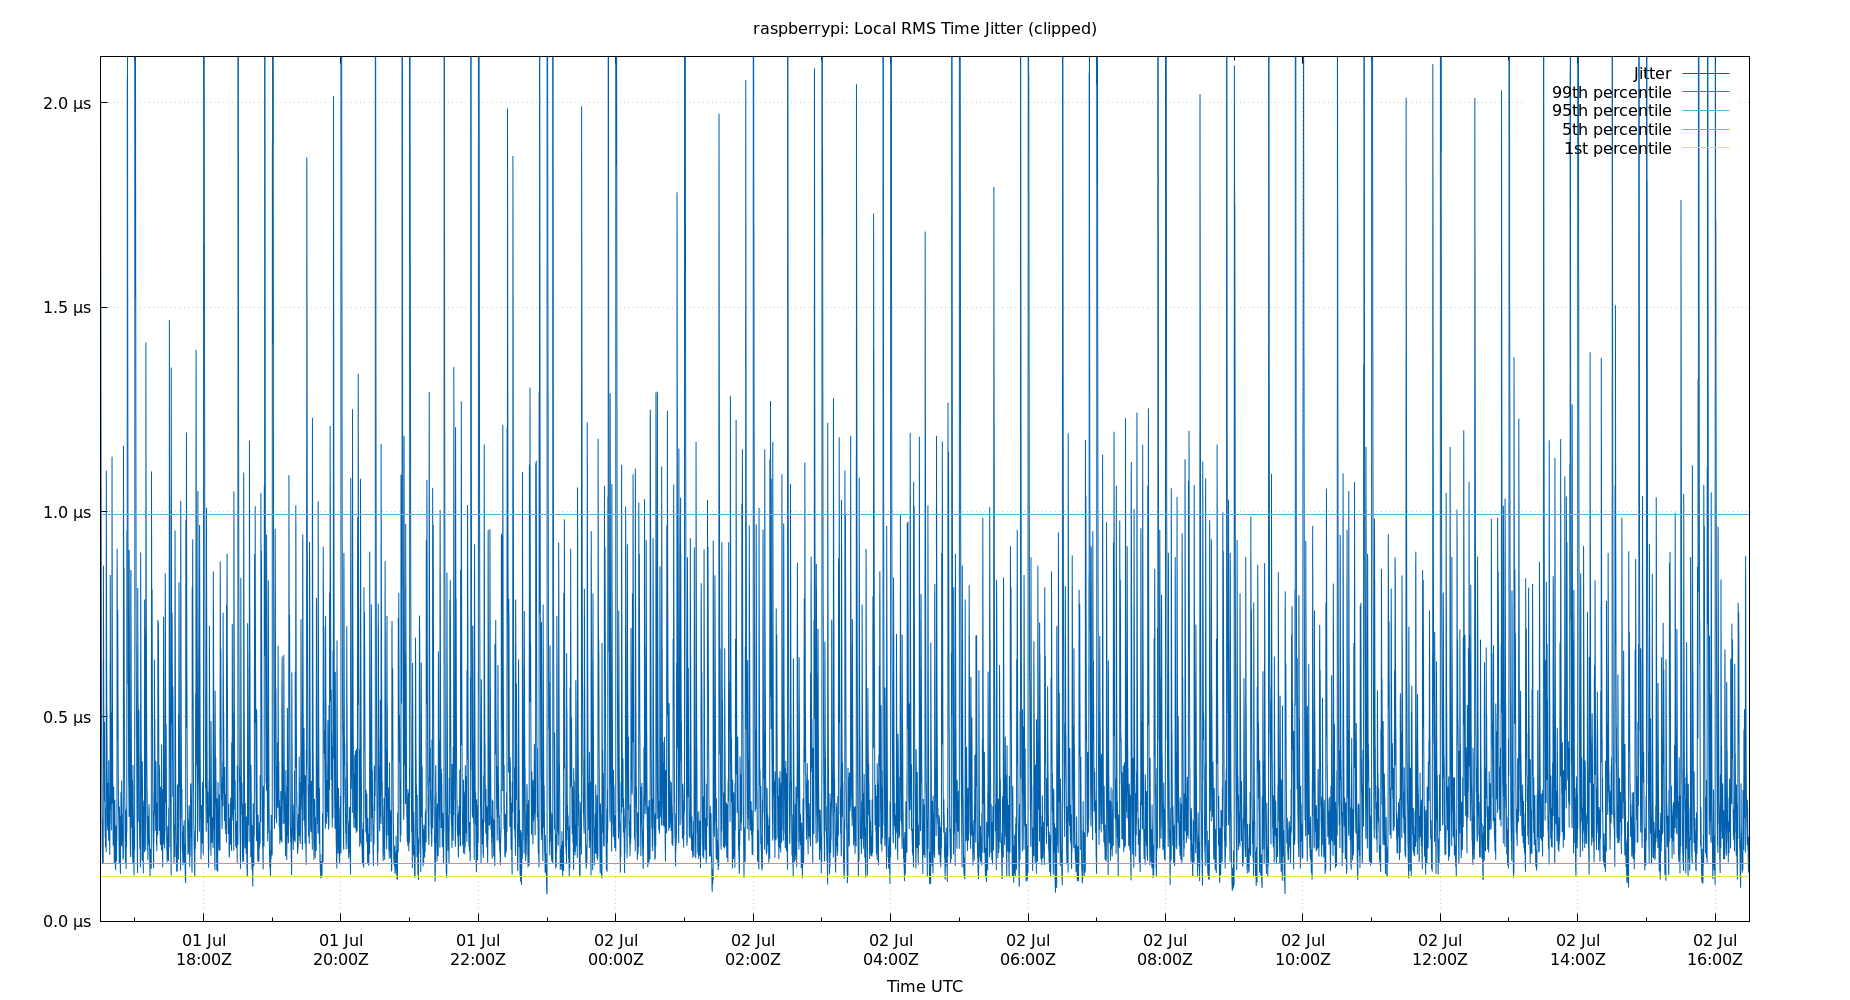 raspberrypi: Local RMS Time Jitter (clipped)
Jitter
99th percentile
95th percentile
5th percentile
1st percentile
2.0 µs
1.5 µs
1.0 µs
0.5 µs
0.0 µs
01 Jul 01 Jul 01 Jul 02 Jul 02 Jul 02 Jul 02 Jul 02 Jul 02 Jul 02 Jul 02 Jul 02 Jul
18:00Z 20:00Z 22:00Z 00:00Z 02:00Z 04:00Z 06:00Z 08:00Z 10:00Z 12:00Z 14:00Z 16:00Z
Time UTC